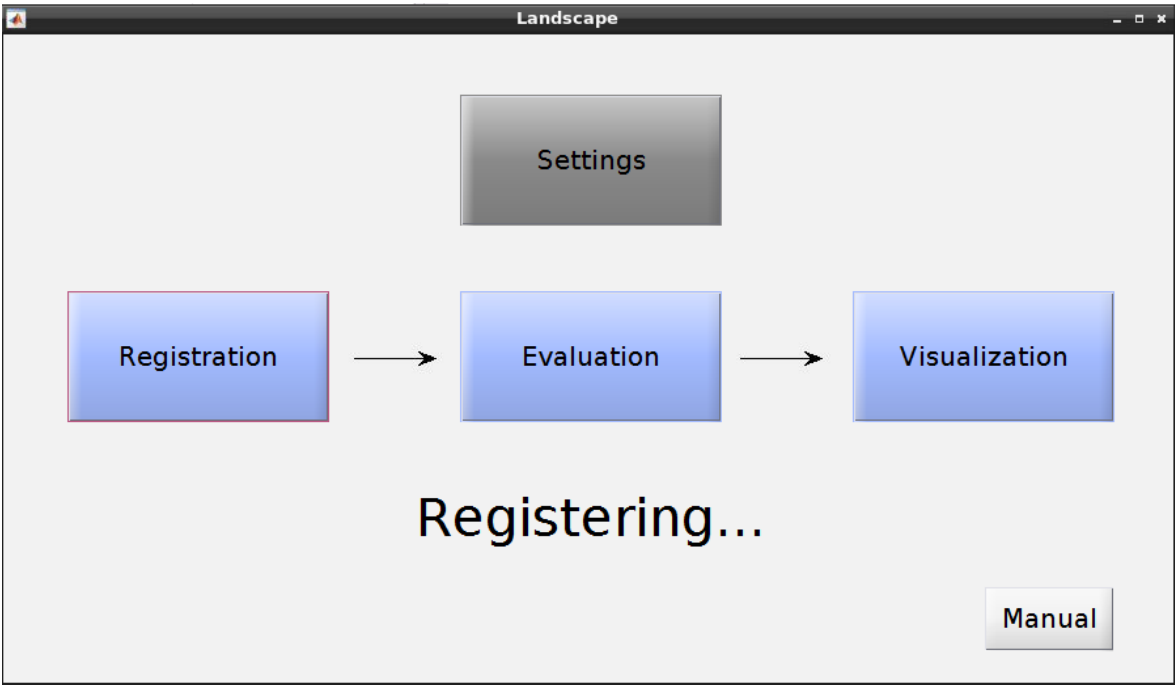 Landscape
Settings
Registration
Evaluation
Visualization
Registering...
Manual